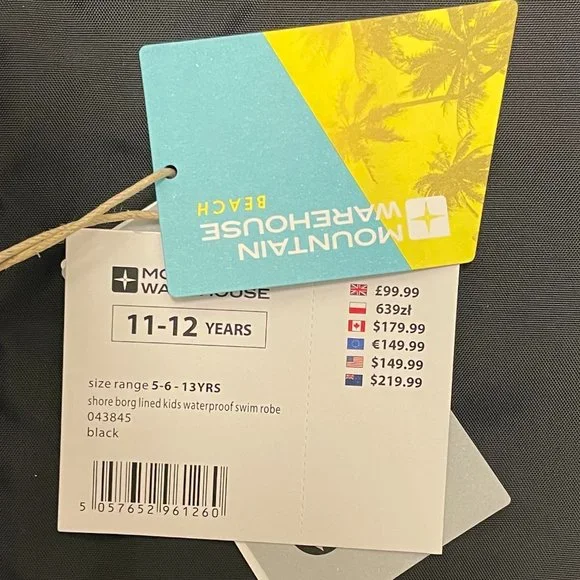 MOUNTAIN
WAREHOUSE
BEACH
MO
WAREHOUSE
11-12 YEARS
size range 5-6 - 13YRS
shore borg lined kids waterproof swim robe
043845
black
5 057652 961260
£99.99
639zł
$179.99
€149.99
$149.99
$219.99